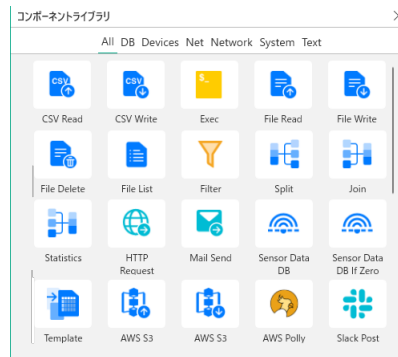 コンポーネントライブラリ
All DB Devices Net Network System Text
CSV CSV $_
CSV Read CSV Write Exec File Read File Write
File Delete File List Filter Split Join
Statistics HTTP Request Mail Send Sensor Data DB Sensor Data DB If Zero
Template AWS S3 AWS S3 AWS Polly Slack Post